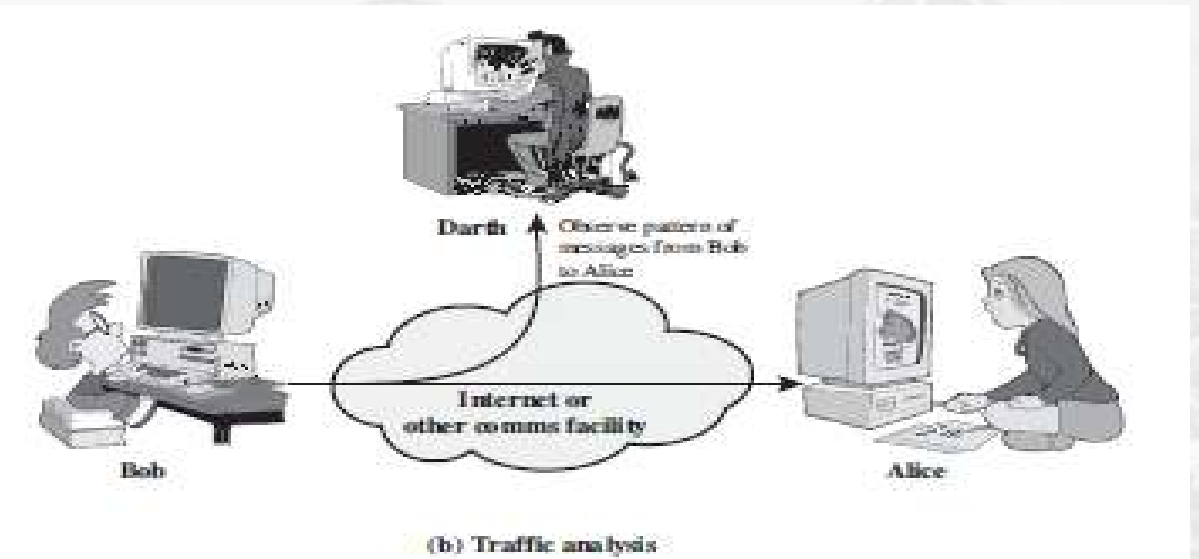 Darth
Observe pattern of
messages from Bob
to Alice
Internet or
other comms facility
Bob
Alice
(b) Traffic analysis